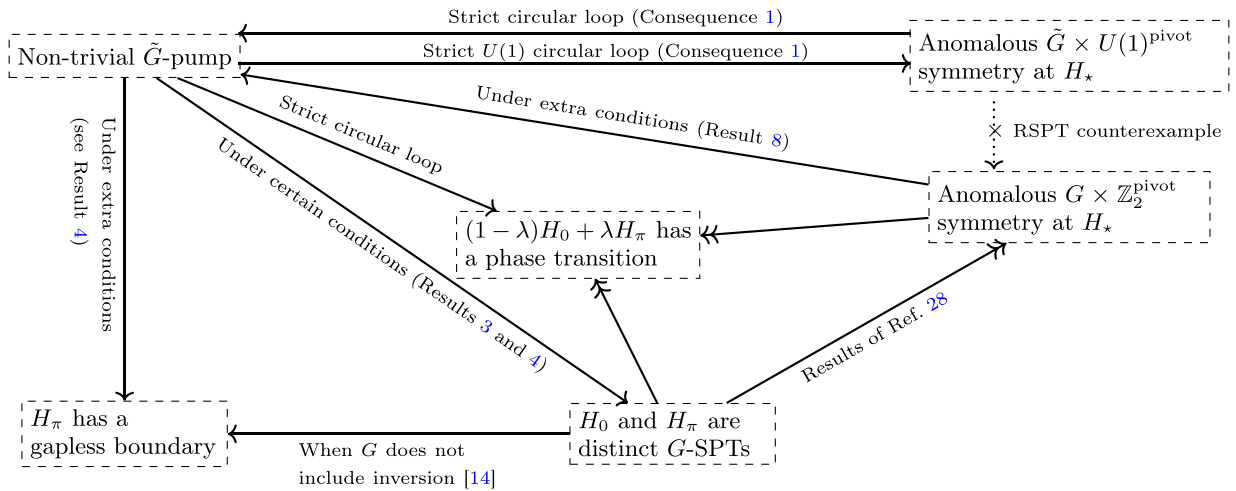 Strict circular loop (Consequence 1)
Non-trivial G̃-pump
Strict U(1) circular loop (Consequence 1)
Anomalous G̃ × U(1)^pivot
symmetry at H⋆
Under extra conditions (Result 8)
Strict circular loop
× RSPT counterexample
Under extra conditions
(see Result 4)
Under certain conditions (Results 3 and 4)
Anomalous G × ℤ₂^pivot
symmetry at H⋆
(1 − λ)H₀ + λH_π has
a phase transition
Results of Ref. 28
H_π has a
gapless boundary
H₀ and H_π are
distinct G-SPTs
When G does not
include inversion [14]